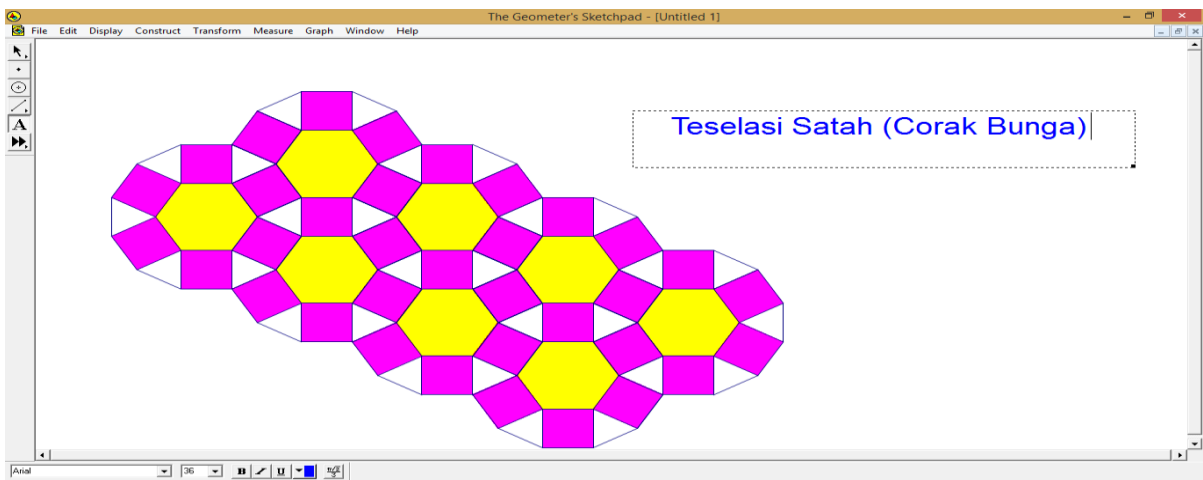 The Geometer's Sketchpad - [Untitled 1]
File Edit Display Construct Transform Measure Graph Window Help
A
Teselasi Satah (Corak Bunga)
Arial 36 B I U